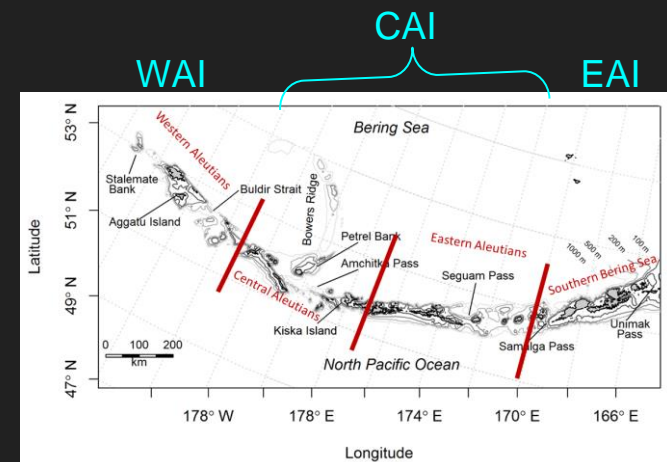 CAI
WAI
EAI
53° N
51° N
49° N
47° N
Latitude
Bering Sea
Western Aleutians
Stalemate
Bank
Aggatu Island
Buldir Strait
Bowers Ridge
Petrel Bank
Amchitka Pass
Eastern Aleutians
Seguam Pass
1000 m
500 m
200 m
100 m
Southern Bering Sea
Central Aleutians
Kiska Island
Samalga Pass
Unimak
Pass
0 100 200
km
North Pacific Ocean
178° W
178° E
174° E
170° E
166° E
Longitude